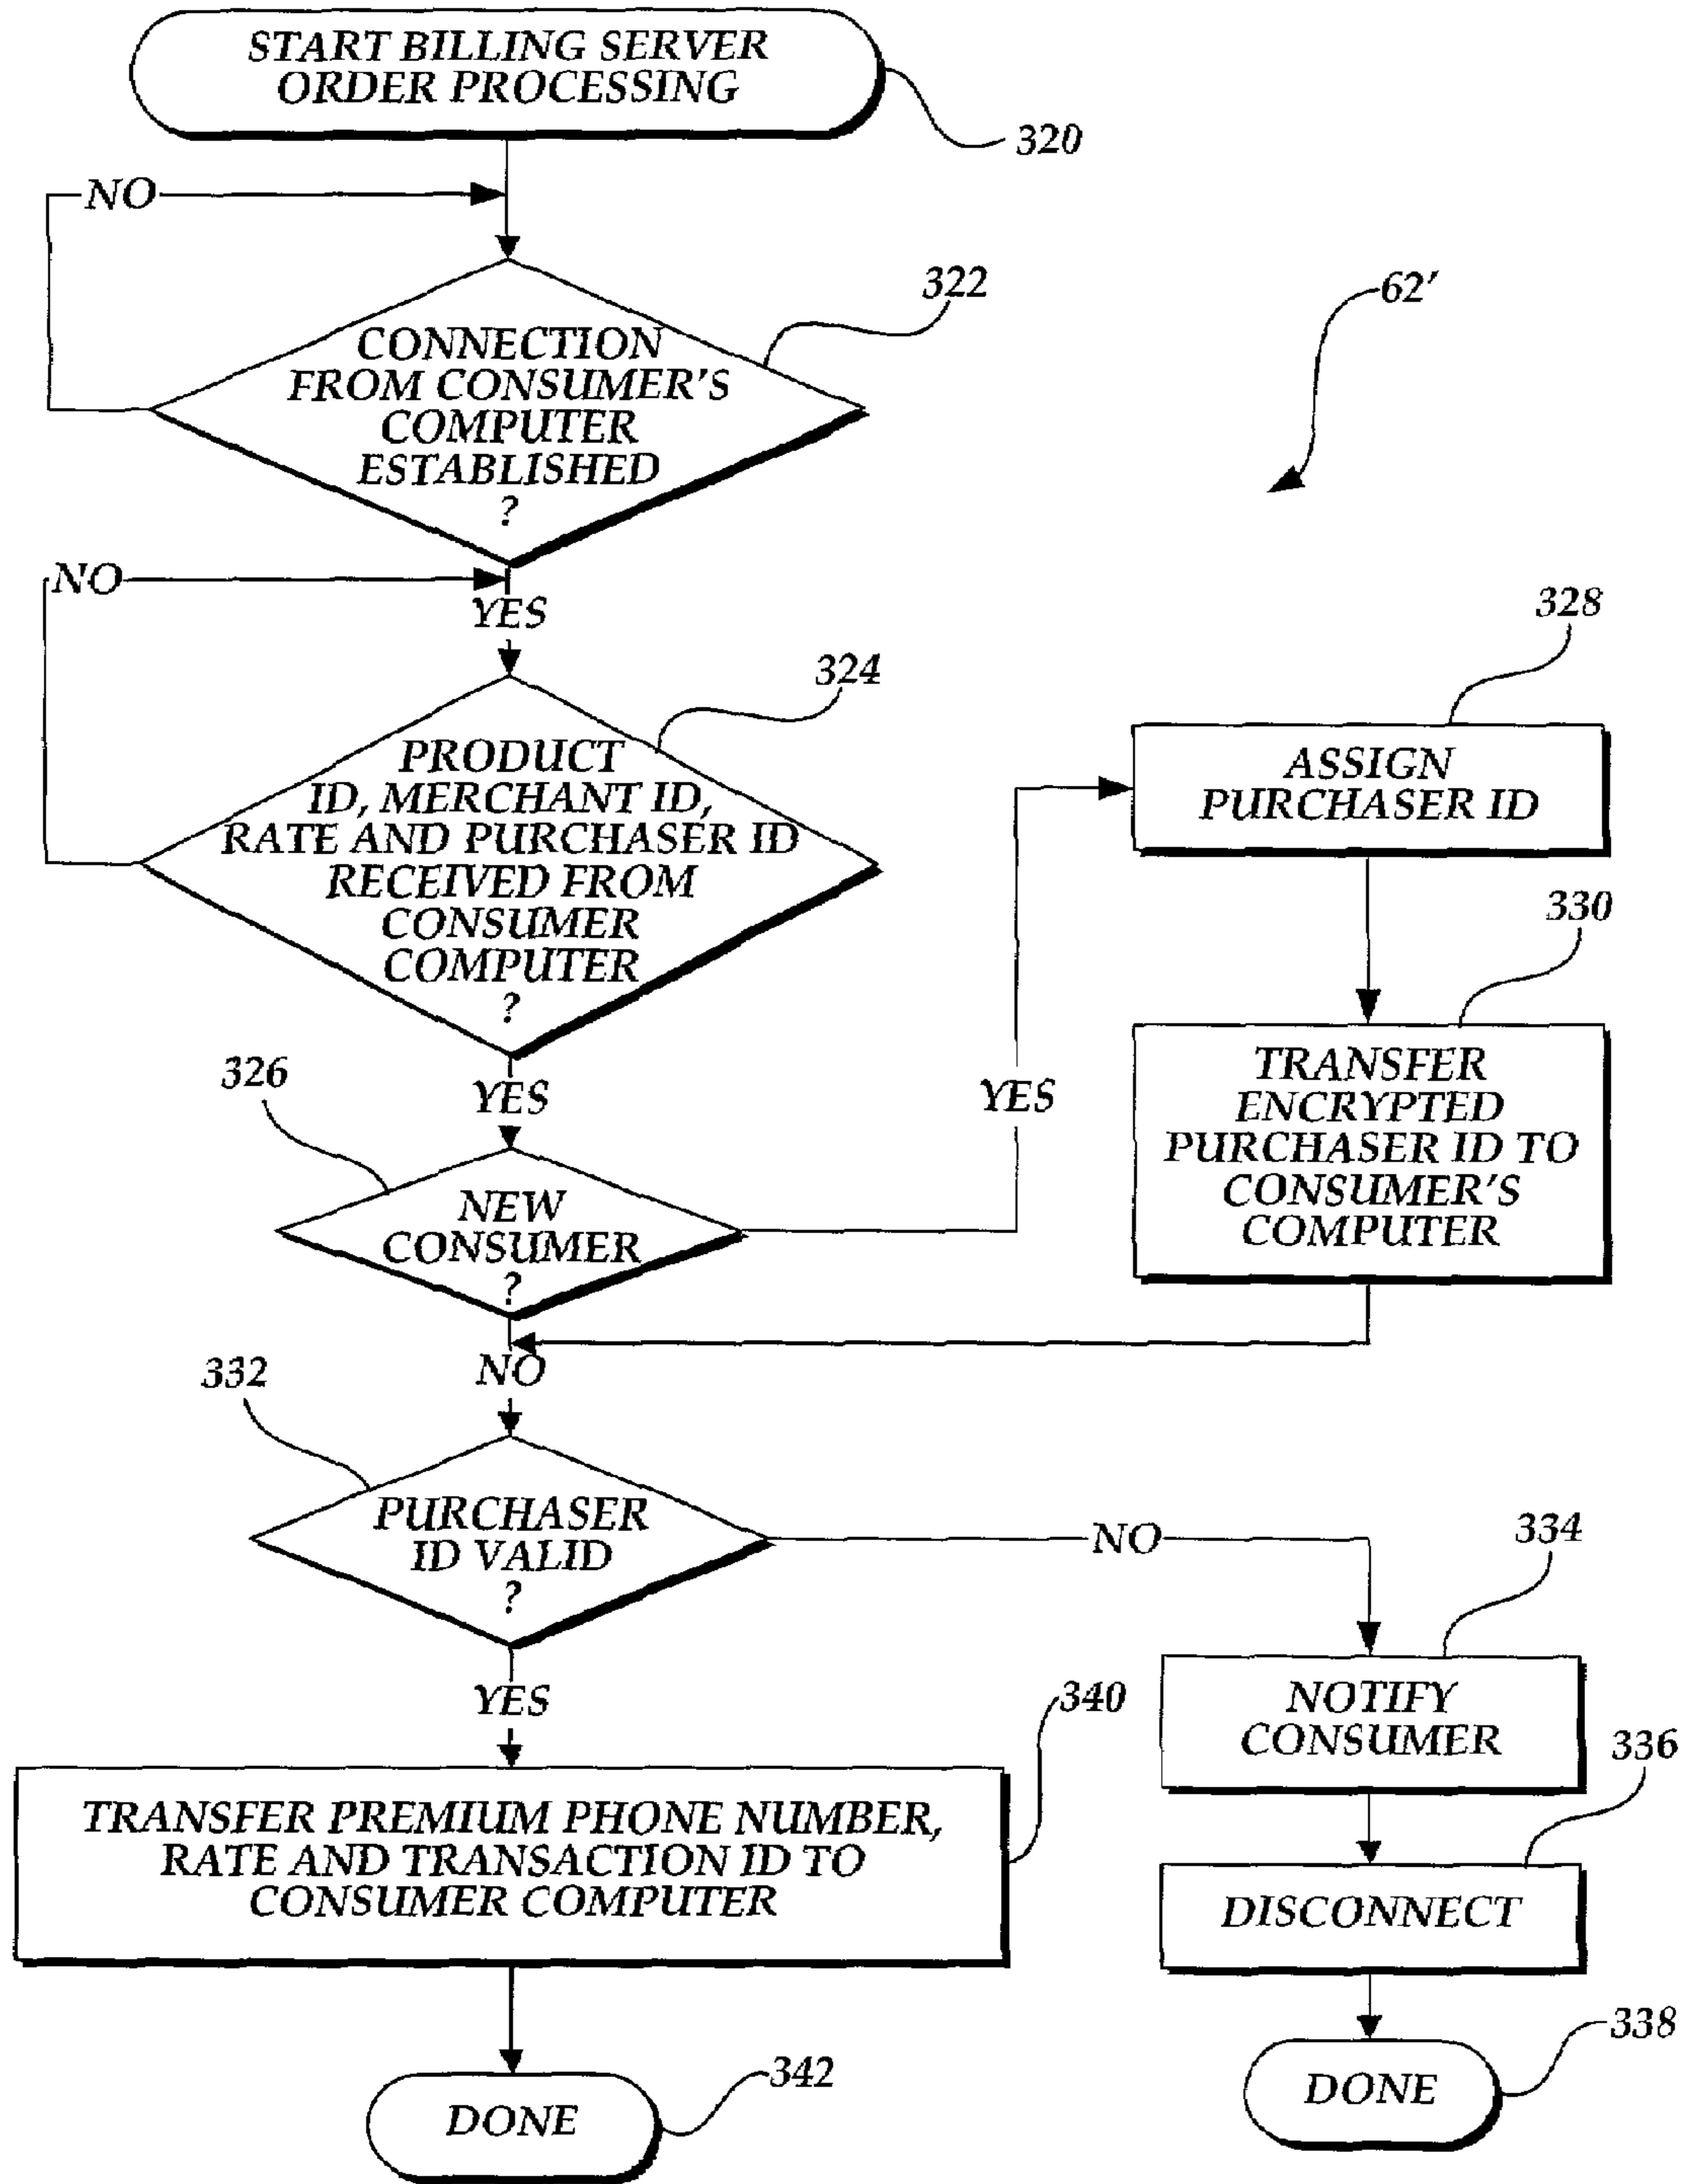 START BILLING SERVER
ORDER PROCESSING
320
NO
322
62'
CONNECTION
FROM CONSUMER'S
COMPUTER
ESTABLISHED
?
NO
YES
328
324
ASSIGN
PURCHASER ID
PRODUCT
ID, MERCHANT ID,
RATE AND PURCHASER ID
RECEIVED FROM
CONSUMER
COMPUTER
?
330
TRANSFER
ENCRYPTED
PURCHASER ID TO
CONSUMER'S
COMPUTER
326
YES
YES
NEW
CONSUMER
?
NO
332
PURCHASER
ID VALID
?
NO
334
YES
340
NOTIFY
CONSUMER
336
TRANSFER PREMIUM PHONE NUMBER,
RATE AND TRANSACTION ID TO
CONSUMER COMPUTER
DISCONNECT
338
342
DONE
DONE